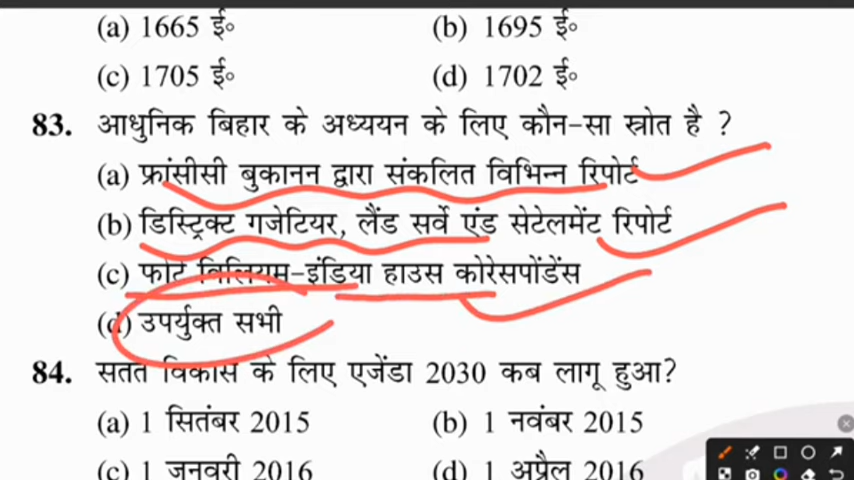 (a) 1665 ई० (b) 1695 ई०
(c) 1705 ई० (d) 1702 ई०
83. आधुनिक बिहार के अध्ययन के लिए कौन-सा स्रोत है ?
(a) फ्रांसीसी बुकानन द्वारा संकलित विभिन्न रिपोर्ट
(b) डिस्ट्रिक्ट गजेटियर, लैंड सर्वे एंड सेटेलमेंट रिपोर्ट
(c) फोर्ट विलियम-इंडिया हाउस कोरेसपोंडेंस
(d) उपर्युक्त सभी
84. सतत विकास के लिए एजेंडा 2030 कब लागू हुआ?
(a) 1 सितंबर 2015 (b) 1 नवंबर 2015
(c) 1 जनवरी 2016 (d) 1 अप्रैल 2016